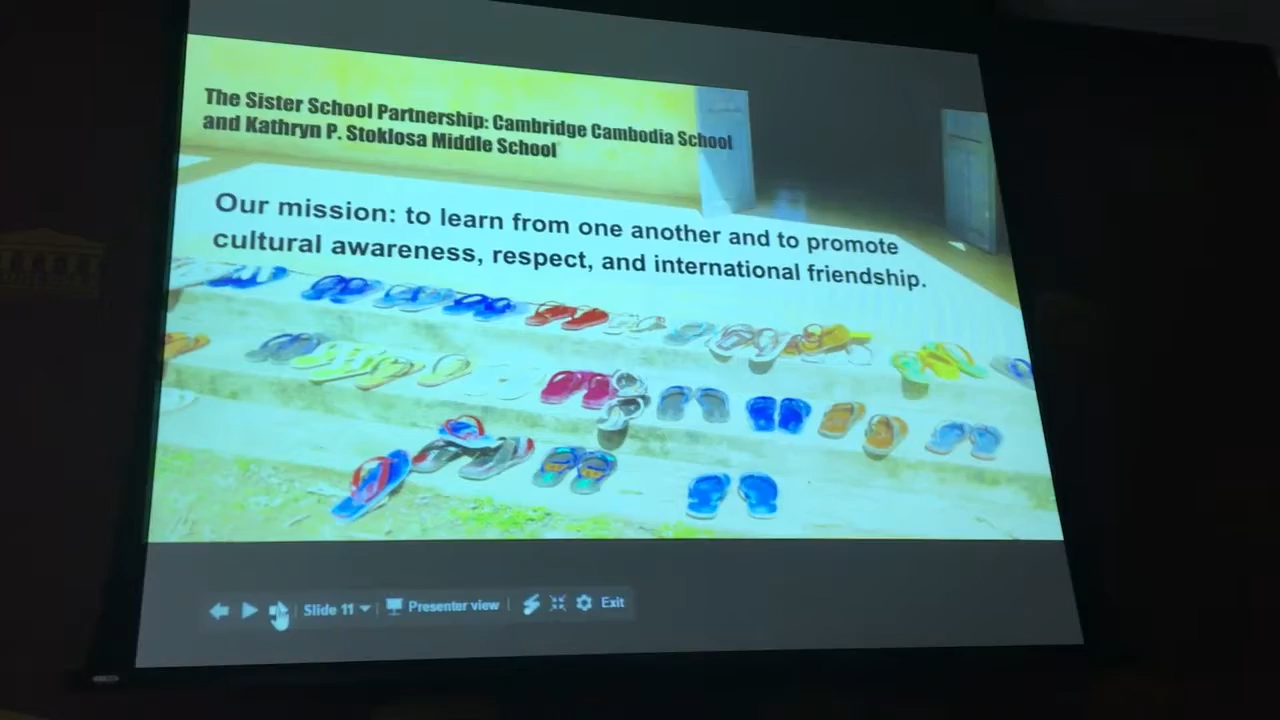 The Sister School Partnership: Cambridge Cambodia School
and Kathryn P. Stoklosa Middle School
Our mission: to learn from one another and to promote
cultural awareness, respect, and international friendship.
Slide 11
Presenter view
Exit